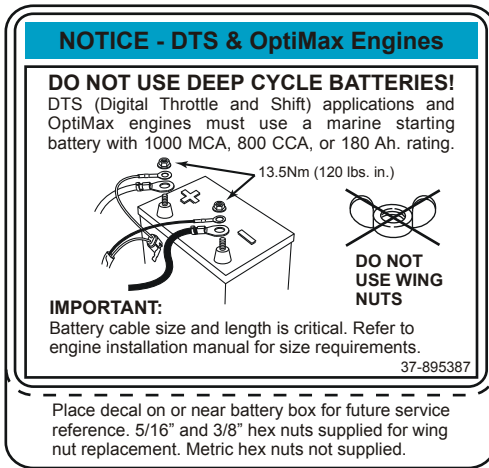 NOTICE - DTS & OptiMax Engines
DO NOT USE DEEP CYCLE BATTERIES!
DTS (Digital Throttle and Shift) applications and
OptiMax engines must use a marine starting
battery with 1000 MCA, 800 CCA, or 180 Ah. rating.
13.5Nm (120 lbs. in.)
DO NOT
USE WING
NUTS
IMPORTANT:
Battery cable size and length is critical. Refer to
engine installation manual for size requirements.
37-895387
Place decal on or near battery box for future service
reference. 5/16” and 3/8” hex nuts supplied for wing
nut replacement. Metric hex nuts not supplied.